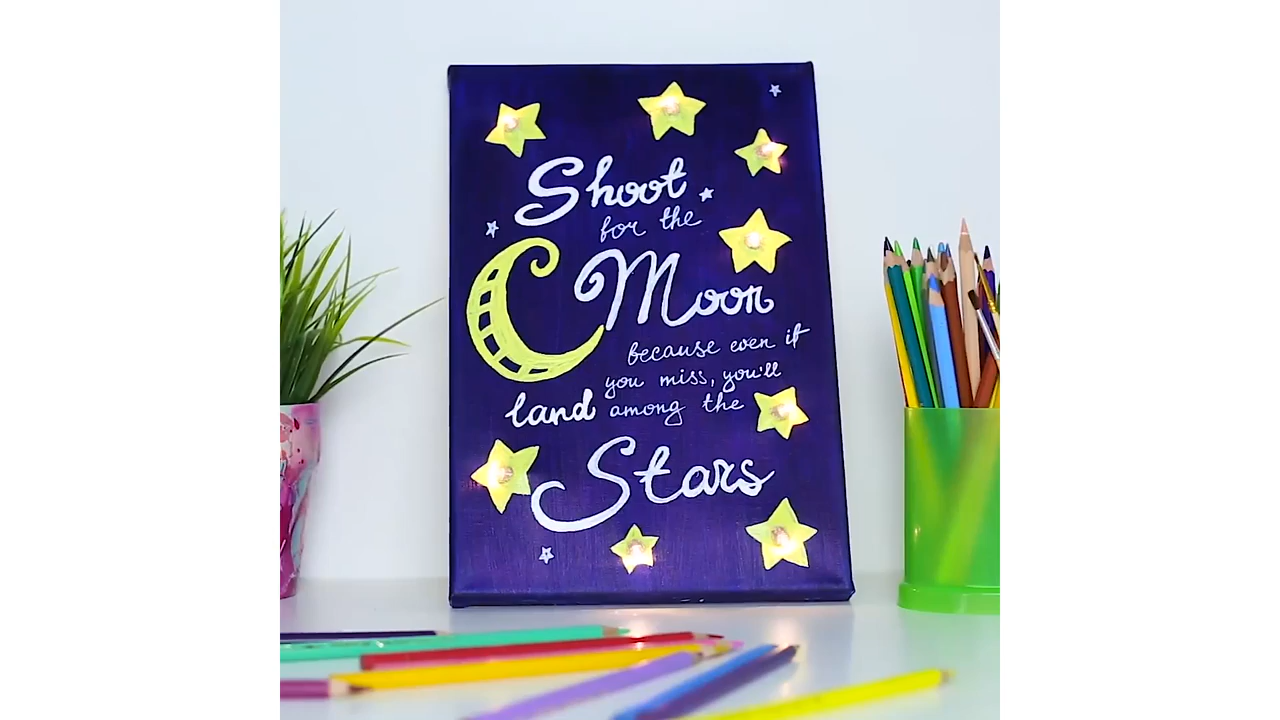 Shoot
for the
Moon
because even if
you miss, you'll
land among the
Stars